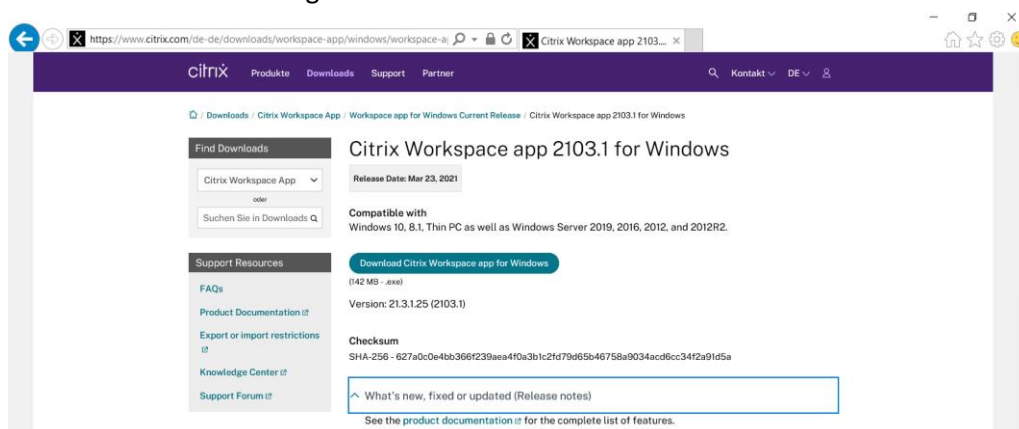 https://www.citrix.com/de-de/downloads/workspace-app/windows/workspace-a
Citrix Workspace app 2103....
citrix
Produkte Downloads Support Partner
Kontakt DE
/ Downloads / Citrix Workspace App / Workspace app for Windows Current Release / Citrix Workspace app 2103.1 for Windows
Find Downloads
Citrix Workspace App
oder
Suchen Sie in Downloads
Support Resources
FAQs
Product Documentation
Export or import restrictions
Knowledge Center
Support Forum
Citrix Workspace app 2103.1 for Windows
Release Date: Mar 23, 2021
Compatible with
Windows 10, 8.1, Thin PC as well as Windows Server 2019, 2016, 2012, and 2012R2.
Download Citrix Workspace app for Windows
(142 MB - .exe)
Version: 21.3.1.25 (2103.1)
Checksum
SHA-256 - 627a0c0e4bb366f239aea4f0a3b1c2fd79d65b46758a9034acd6cc34f2a91d5a
What's new, fixed or updated (Release notes)
See the product documentation for the complete list of features.